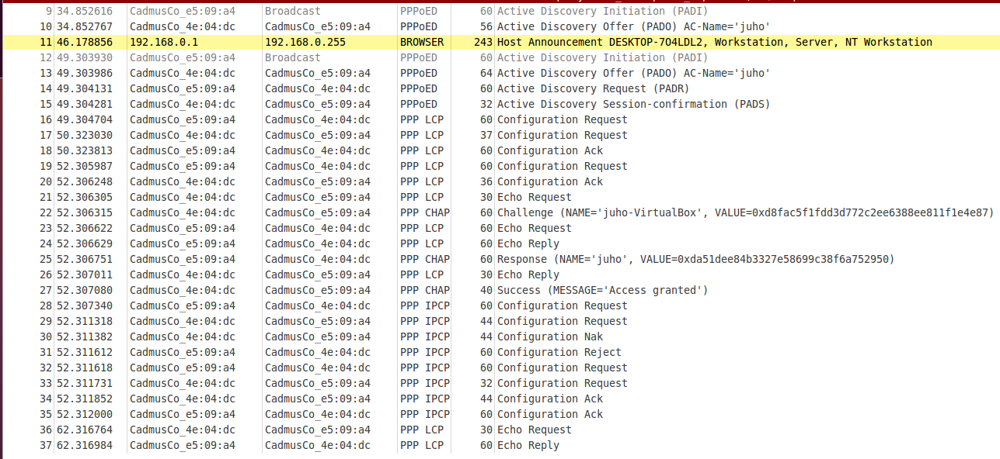 9 34.852616 CadmusCo_e5:09:a4 Broadcast PPPoED 60 Active Discovery Initiation (PADI)
10 34.852767 CadmusCo_4e:04:dc CadmusCo_e5:09:a4 PPPoED 56 Active Discovery Offer (PADO) AC-Name='juho'
11 46.178856 192.168.0.1 192.168.0.255 BROWSER 243 Host Announcement DESKTOP-7O4LDL2, Workstation, Server, NT Workstation
12 49.303930 CadmusCo_e5:09:a4 Broadcast PPPoED 60 Active Discovery Initiation (PADI)
13 49.303986 CadmusCo_4e:04:dc CadmusCo_e5:09:a4 PPPoED 64 Active Discovery Offer (PADO) AC-Name='juho'
14 49.304131 CadmusCo_e5:09:a4 CadmusCo_4e:04:dc PPPoED 60 Active Discovery Request (PADR)
15 49.304281 CadmusCo_4e:04:dc CadmusCo_e5:09:a4 PPPoED 32 Active Discovery Session-confirmation (PADS)
16 49.304704 CadmusCo_e5:09:a4 CadmusCo_4e:04:dc PPP LCP 60 Configuration Request
17 50.323030 CadmusCo_4e:04:dc CadmusCo_e5:09:a4 PPP LCP 37 Configuration Request
18 50.323813 CadmusCo_e5:09:a4 CadmusCo_4e:04:dc PPP LCP 60 Configuration Ack
19 52.305987 CadmusCo_e5:09:a4 CadmusCo_4e:04:dc PPP LCP 60 Configuration Request
20 52.306248 CadmusCo_4e:04:dc CadmusCo_e5:09:a4 PPP LCP 36 Configuration Ack
21 52.306305 CadmusCo_4e:04:dc CadmusCo_e5:09:a4 PPP LCP 30 Echo Request
22 52.306315 CadmusCo_4e:04:dc CadmusCo_e5:09:a4 PPP CHAP 60 Challenge (NAME='juho-VirtualBox', VALUE=0xd8fac5f1fdd3d772c2ee6388ee811f1e4e87)
23 52.306622 CadmusCo_e5:09:a4 CadmusCo_4e:04:dc PPP LCP 60 Echo Request
24 52.306629 CadmusCo_e5:09:a4 CadmusCo_4e:04:dc PPP LCP 60 Echo Reply
25 52.306751 CadmusCo_e5:09:a4 CadmusCo_4e:04:dc PPP CHAP 60 Response (NAME='juho', VALUE=0xda51dee84b3327e58699c38f6a752950)
26 52.307011 CadmusCo_4e:04:dc CadmusCo_e5:09:a4 PPP LCP 30 Echo Reply
27 52.307080 CadmusCo_4e:04:dc CadmusCo_e5:09:a4 PPP CHAP 40 Success (MESSAGE='Access granted')
28 52.307340 CadmusCo_e5:09:a4 CadmusCo_4e:04:dc PPP IPCP 60 Configuration Request
29 52.311318 CadmusCo_4e:04:dc CadmusCo_e5:09:a4 PPP IPCP 44 Configuration Request
30 52.311382 CadmusCo_4e:04:dc CadmusCo_e5:09:a4 PPP IPCP 44 Configuration Nak
31 52.311612 CadmusCo_e5:09:a4 CadmusCo_4e:04:dc PPP IPCP 60 Configuration Reject
32 52.311618 CadmusCo_e5:09:a4 CadmusCo_4e:04:dc PPP IPCP 60 Configuration Request
33 52.311731 CadmusCo_4e:04:dc CadmusCo_e5:09:a4 PPP IPCP 32 Configuration Request
34 52.311852 CadmusCo_4e:04:dc CadmusCo_e5:09:a4 PPP IPCP 44 Configuration Ack
35 52.312000 CadmusCo_e5:09:a4 CadmusCo_4e:04:dc PPP IPCP 60 Configuration Ack
36 62.316764 CadmusCo_4e:04:dc CadmusCo_e5:09:a4 PPP LCP 30 Echo Request
37 62.316984 CadmusCo_e5:09:a4 CadmusCo_4e:04:dc PPP LCP 60 Echo Reply